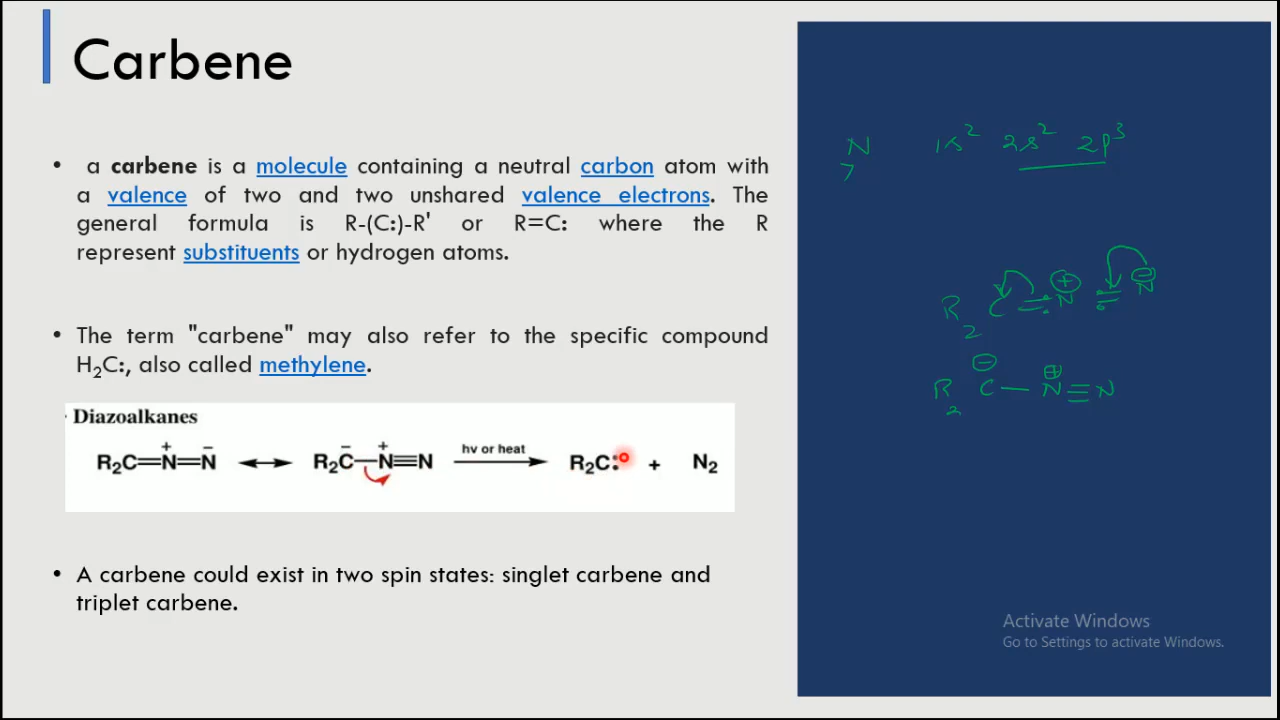 Carbene
• a carbene is a molecule containing a neutral carbon atom with
a valence of two and two unshared valence electrons. The
general formula is R-(C:)-R' or R=C: where the R
represent substituents or hydrogen atoms.
• The term "carbene" may also refer to the specific compound
H₂C:, also called methylene.
· Diazoalkanes
R₂C=N⁺=N⁻ ⟷ R₂C⁻—N⁺≡N hv or heat → R₂C: + N₂
• A carbene could exist in two spin states: singlet carbene and
triplet carbene.
N 1s² 2s² 2p³
7
R₂ C = N⊕ = N⊖
R₂ C⊖ — N⊕ ≡ N
Activate Windows
Go to Settings to activate Windows.